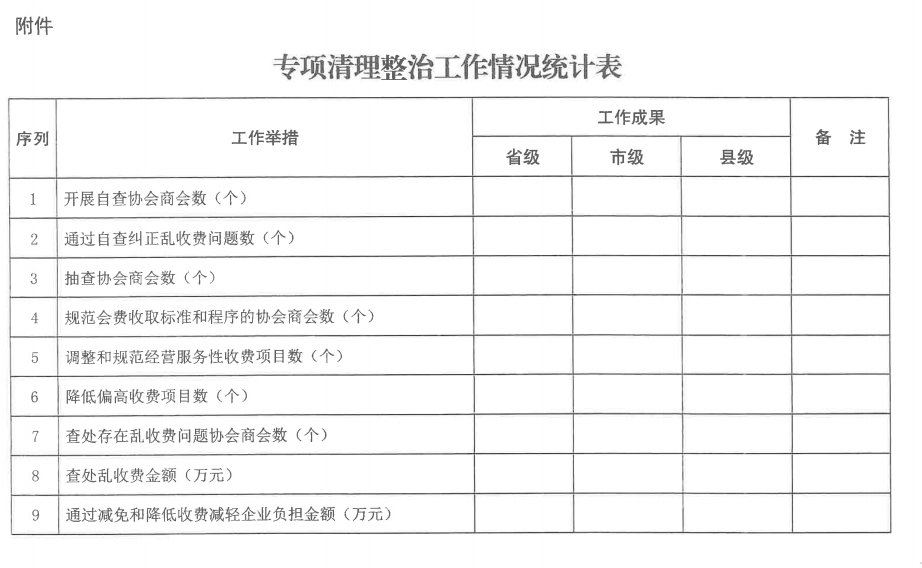 附件
专项清理整治工作情况统计表
序列 工作举措 工作成果 备 注
省级 市级 县级
1 开展自查协会商会数（个）
2 通过自查纠正乱收费问题数（个）
3 抽查协会商会数（个）
4 规范会费收取标准和程序的协会商会数（个）
5 调整和规范经营服务性收费项目数（个）
6 降低偏高收费项目数（个）
7 查处存在乱收费问题协会商会数（个）
8 查处乱收费金额（万元）
9 通过减免和降低收费减轻企业负担金额（万元）